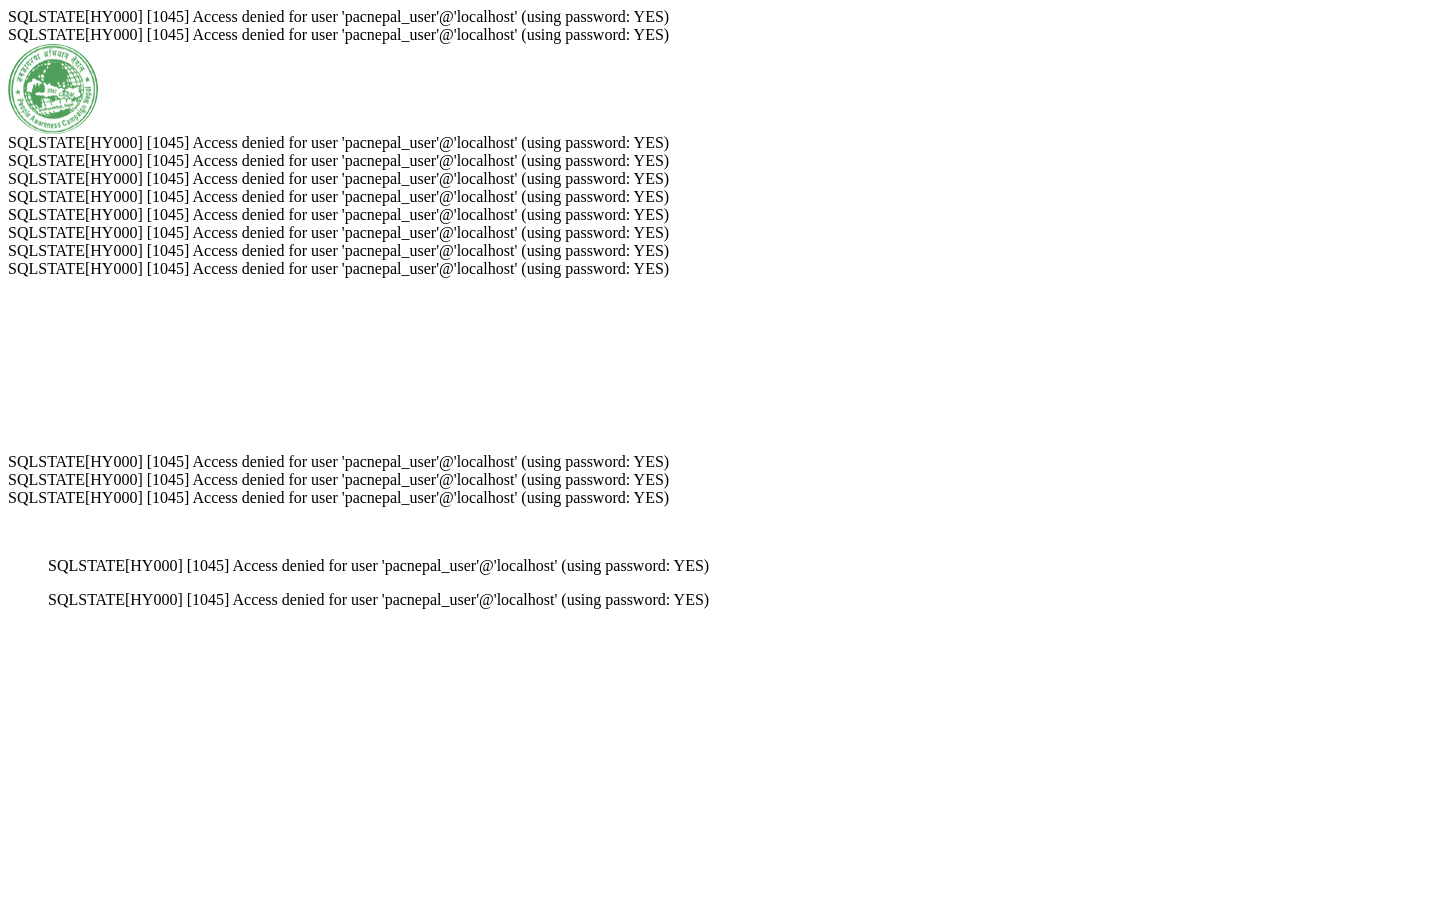 SQLSTATE[HY000] [1045] Access denied for user 'pacnepal_user'@'localhost' (using password: YES)
SQLSTATE[HY000] [1045] Access denied for user 'pacnepal_user'@'localhost' (using password: YES)
People Awareness Campaign Nepal
SQLSTATE[HY000] [1045] Access denied for user 'pacnepal_user'@'localhost' (using password: YES)
SQLSTATE[HY000] [1045] Access denied for user 'pacnepal_user'@'localhost' (using password: YES)
SQLSTATE[HY000] [1045] Access denied for user 'pacnepal_user'@'localhost' (using password: YES)
SQLSTATE[HY000] [1045] Access denied for user 'pacnepal_user'@'localhost' (using password: YES)
SQLSTATE[HY000] [1045] Access denied for user 'pacnepal_user'@'localhost' (using password: YES)
SQLSTATE[HY000] [1045] Access denied for user 'pacnepal_user'@'localhost' (using password: YES)
SQLSTATE[HY000] [1045] Access denied for user 'pacnepal_user'@'localhost' (using password: YES)
SQLSTATE[HY000] [1045] Access denied for user 'pacnepal_user'@'localhost' (using password: YES)
SQLSTATE[HY000] [1045] Access denied for user 'pacnepal_user'@'localhost' (using password: YES)
SQLSTATE[HY000] [1045] Access denied for user 'pacnepal_user'@'localhost' (using password: YES)
SQLSTATE[HY000] [1045] Access denied for user 'pacnepal_user'@'localhost' (using password: YES)
SQLSTATE[HY000] [1045] Access denied for user 'pacnepal_user'@'localhost' (using password: YES)
SQLSTATE[HY000] [1045] Access denied for user 'pacnepal_user'@'localhost' (using password: YES)